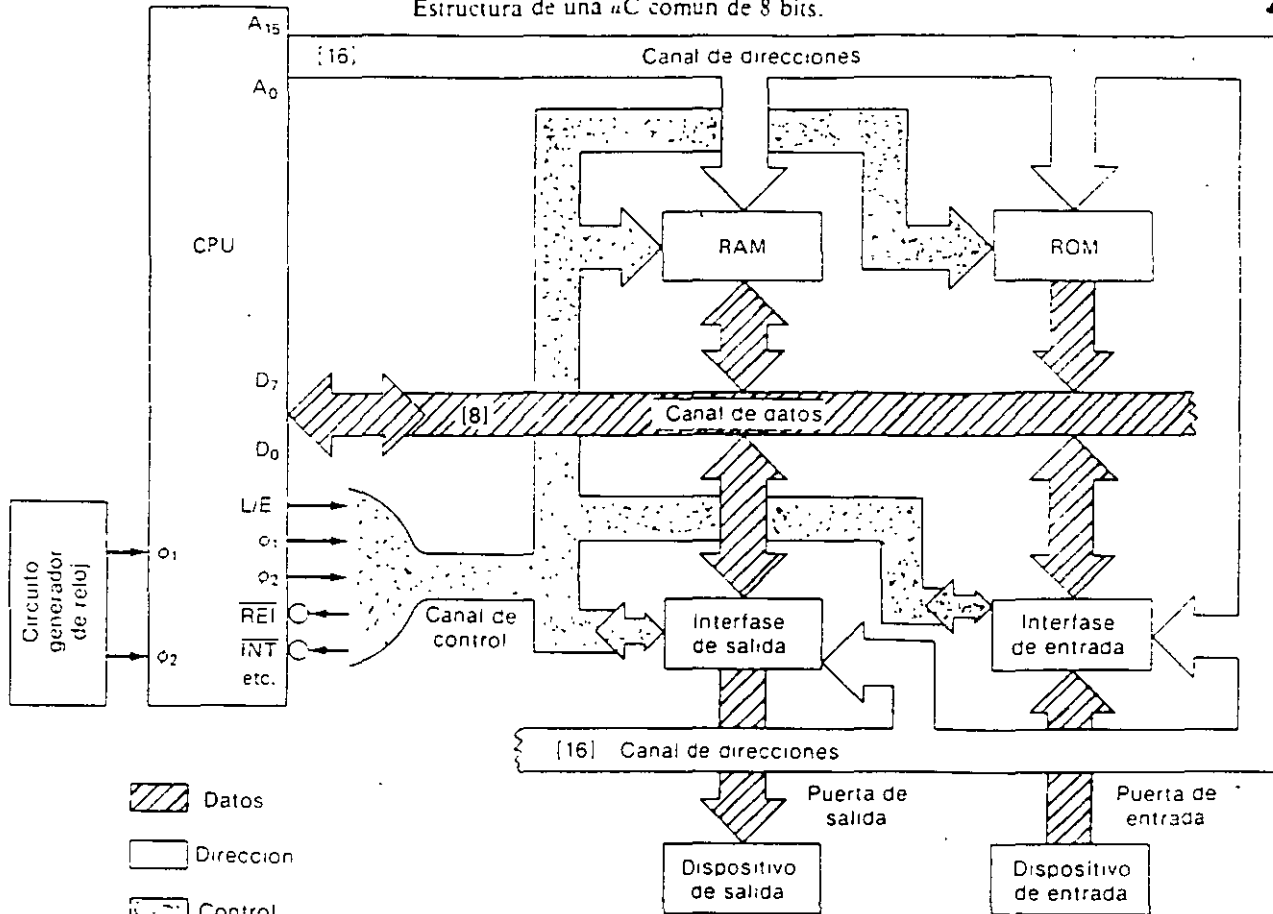 Estructura de una uC comun de 8 bits.
A15
[16]
Canal de direcciones
A0
CPU
RAM
ROM
D7
[8]
Canal de datos
D0
L/E
Circuito
generador
de reloj
ϕ1
ϕ1
ϕ2
ϕ2
REI
INT
etc.
Canal de
control
Interfase
de salida
Interfase
de entrada
[16] Canal de direcciones
Puerta de
salida
Puerta de
entrada
Datos
Direccion
Control
Dispositivo
de salida
Dispositivo
de entrada